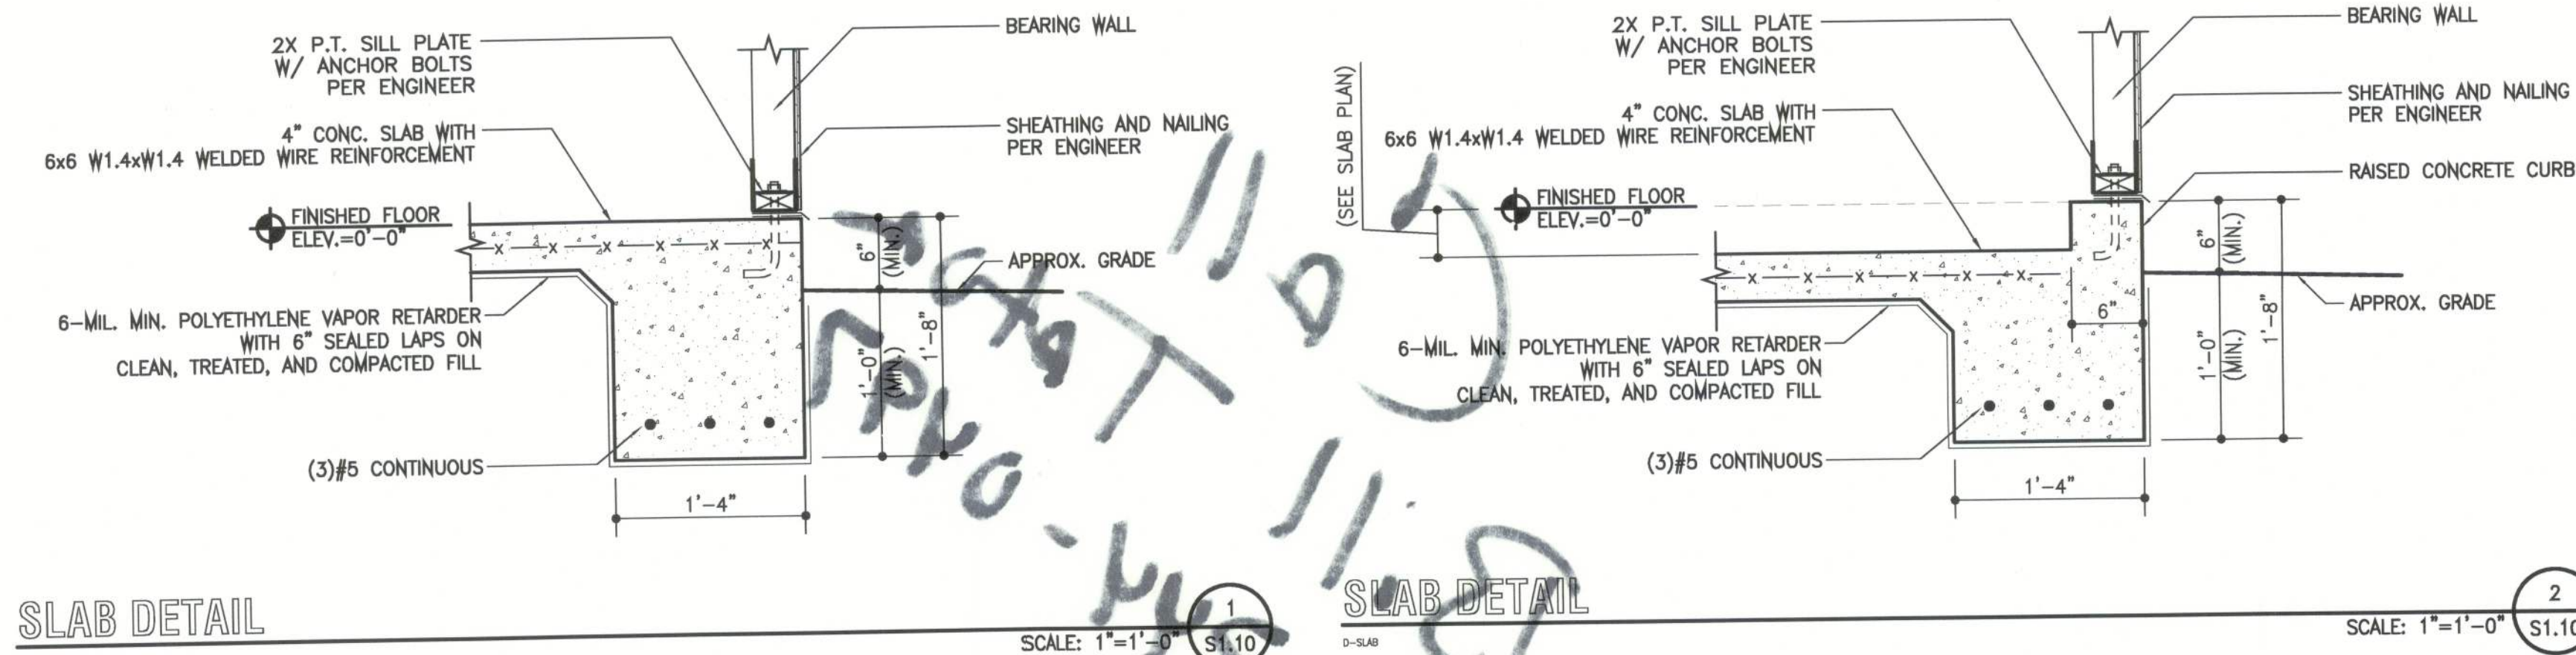 2X P.T. SILL PLATE
W/ ANCHOR BOLTS
PER ENGINEER
4" CONC. SLAB WITH
6x6 W1.4xW1.4 WELDED WIRE REINFORCEMENT
FINISHED FLOOR
ELEV.=0'-0"
6-MIL. MIN. POLYETHYLENE VAPOR RETARDER
WITH 6" SEALED LAPS ON
CLEAN, TREATED, AND COMPACTED FILL
(3)#5 CONTINUOUS
BEARING WALL
SHEATHING AND NAILING
PER ENGINEER
APPROX. GRADE
6"
(MIN.)
1'-0"
(MIN.)
1'-8"
1'-4"
SLAB DETAIL
SCALE: 1"=1'-0"
1
S1.10
(SEE SLAB PLAN)
2X P.T. SILL PLATE
W/ ANCHOR BOLTS
PER ENGINEER
4" CONC. SLAB WITH
6x6 W1.4xW1.4 WELDED WIRE REINFORCEMENT
FINISHED FLOOR
ELEV.=0'-0"
6-MIL. MIN. POLYETHYLENE VAPOR RETARDER
WITH 6" SEALED LAPS ON
CLEAN, TREATED, AND COMPACTED FILL
(3)#5 CONTINUOUS
BEARING WALL
SHEATHING AND NAILING
PER ENGINEER
RAISED CONCRETE CURB
APPROX. GRADE
6"
6"
(MIN.)
1'-0"
(MIN.)
1'-8"
1'-4"
SLAB DETAIL
D-SLAB
SCALE: 1"=1'-0"
2
S1.10